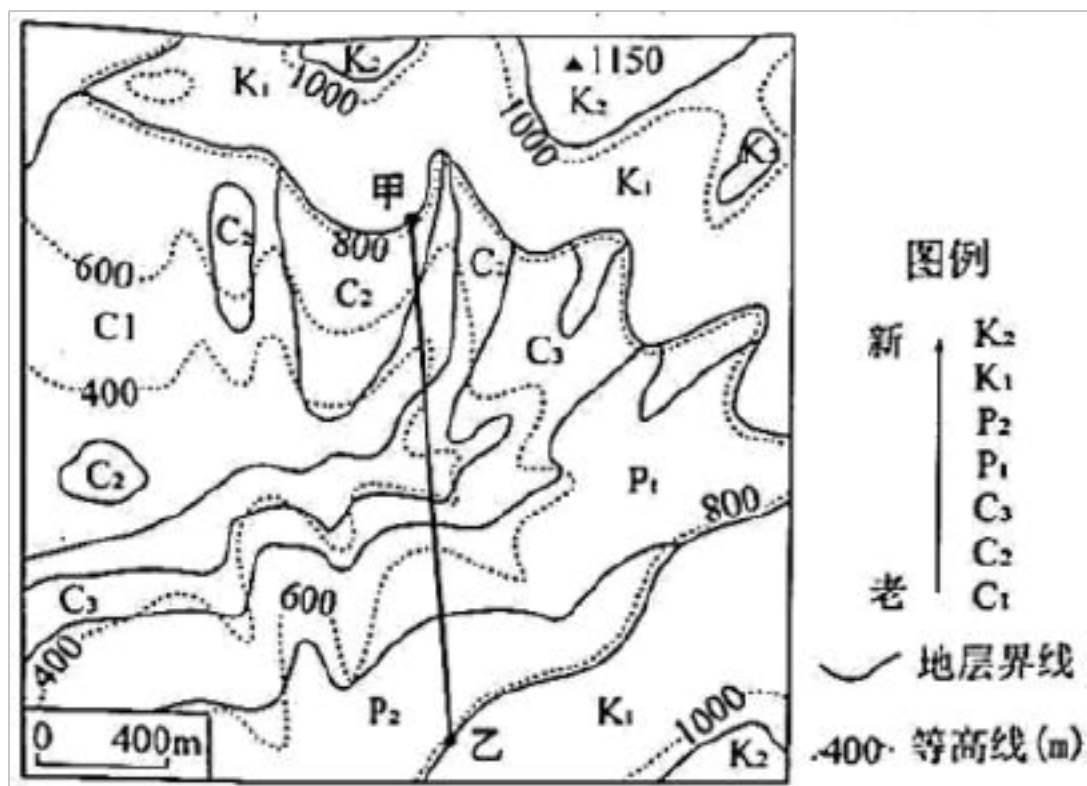 K₂
▲1150
K₁
1000
K₂
1000
K₁
甲
C₂
800
600
C₂
图例
C1
C₃
新
K₂
K₁
400
P₂
P₁
C₂
P₁
800
C₃
C₂
C₃
600
老
C₁
400
地层界线
P₂
K₁
1000
0 400m
乙
K₂
.400· 等高线(m)